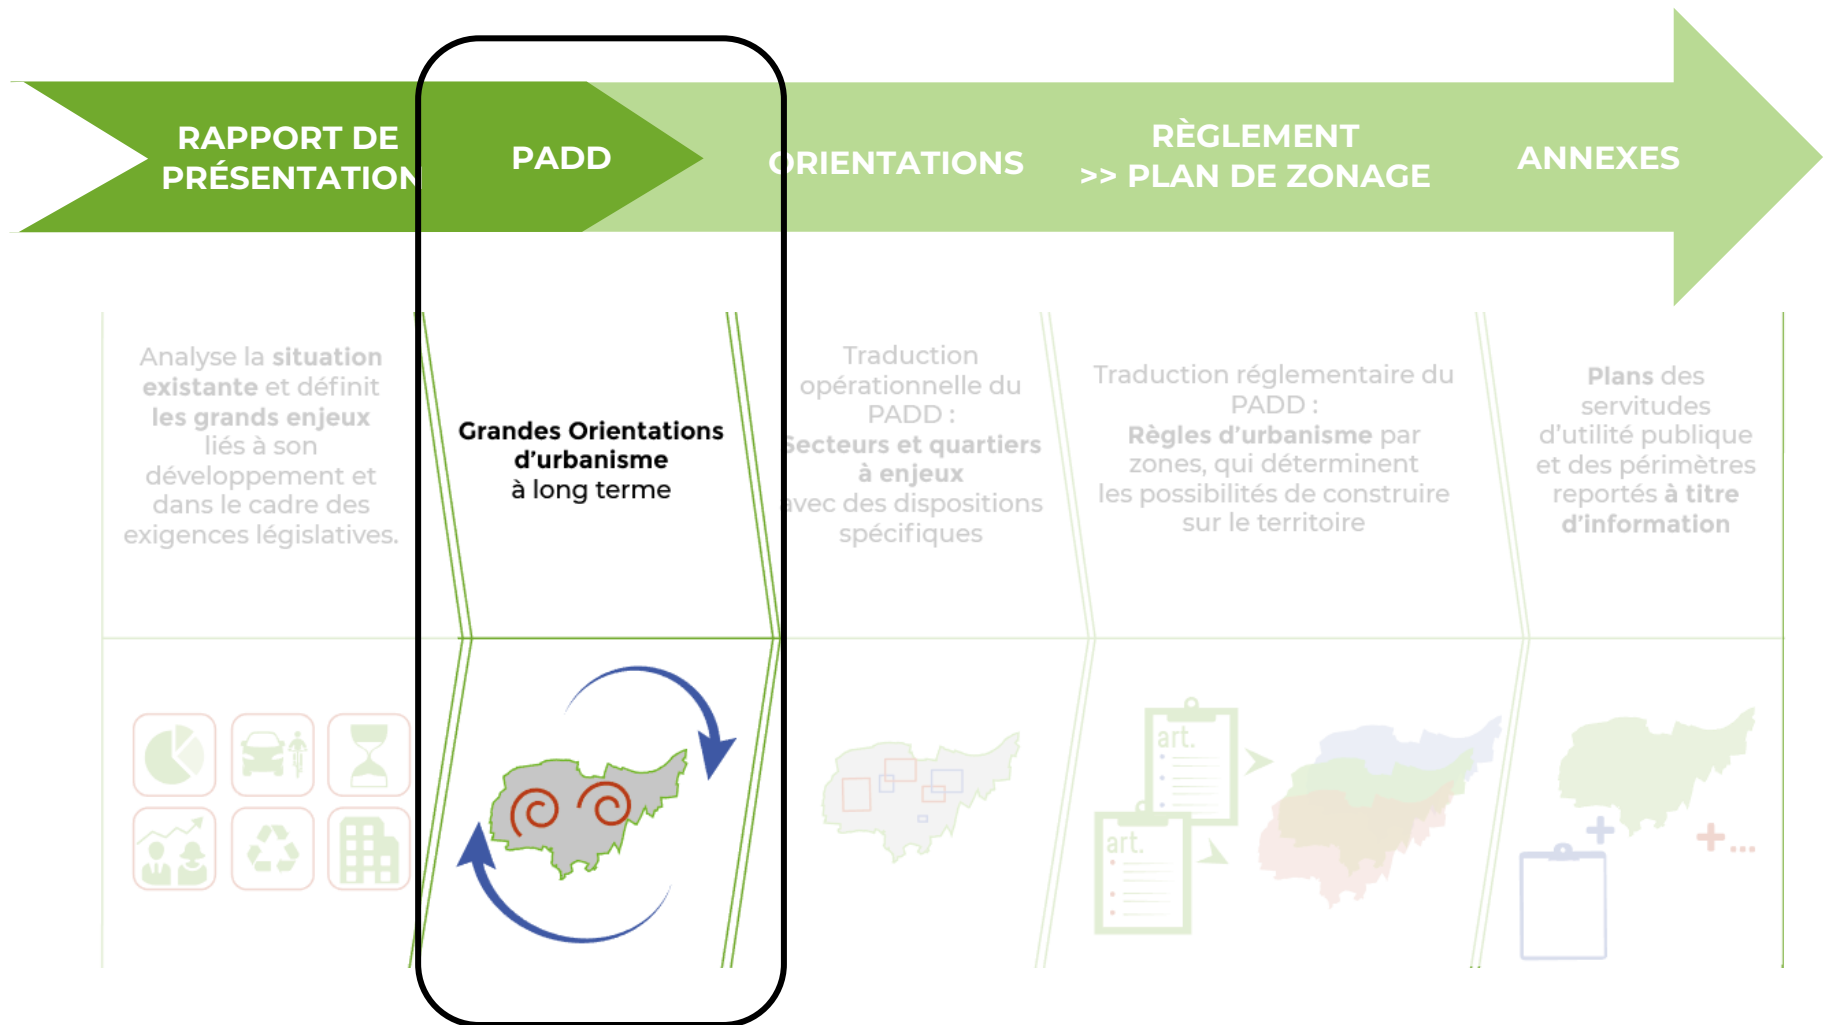 RAPPORT DE
PRÉSENTATION
PADD
ORIENTATIONS
RÈGLEMENT
>> PLAN DE ZONAGE
ANNEXES
Analyse la situation
existante et définit
les grands enjeux
liés à son
développement et
dans le cadre des
exigences législatives.
Grandes Orientations
d'urbanisme
à long terme
Traduction
opérationnelle du
PADD :
Secteurs et quartiers
à enjeux
avec des dispositions
spécifiques
Traduction réglementaire du
PADD :
Règles d'urbanisme par
zones, qui déterminent
les possibilités de construire
sur le territoire
Plans des
servitudes
d'utilité publique
et des périmètres
reportés à titre
d'information
art.
art.
+
+...